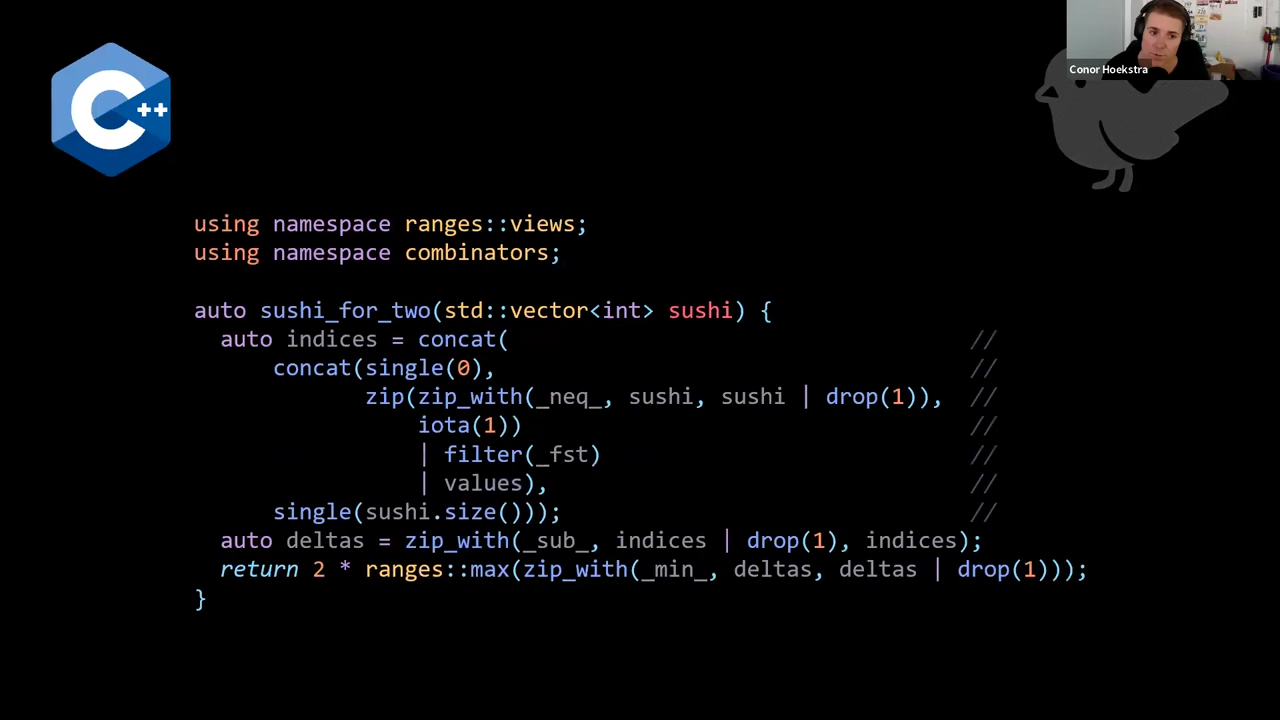 Conor Hoekstra
C++
using namespace ranges::views;
using namespace combinators;
auto sushi_for_two(std::vector<int> sushi) {
  auto indices = concat( //
      concat(single(0), //
             zip(zip_with(_neq_, sushi, sushi | drop(1)), //
                 iota(1)) //
                 | filter(_fst) //
                 | values), //
      single(sushi.size())); //
  auto deltas = zip_with(_sub_, indices | drop(1), indices);
  return 2 * ranges::max(zip_with(_min_, deltas, deltas | drop(1)));
}